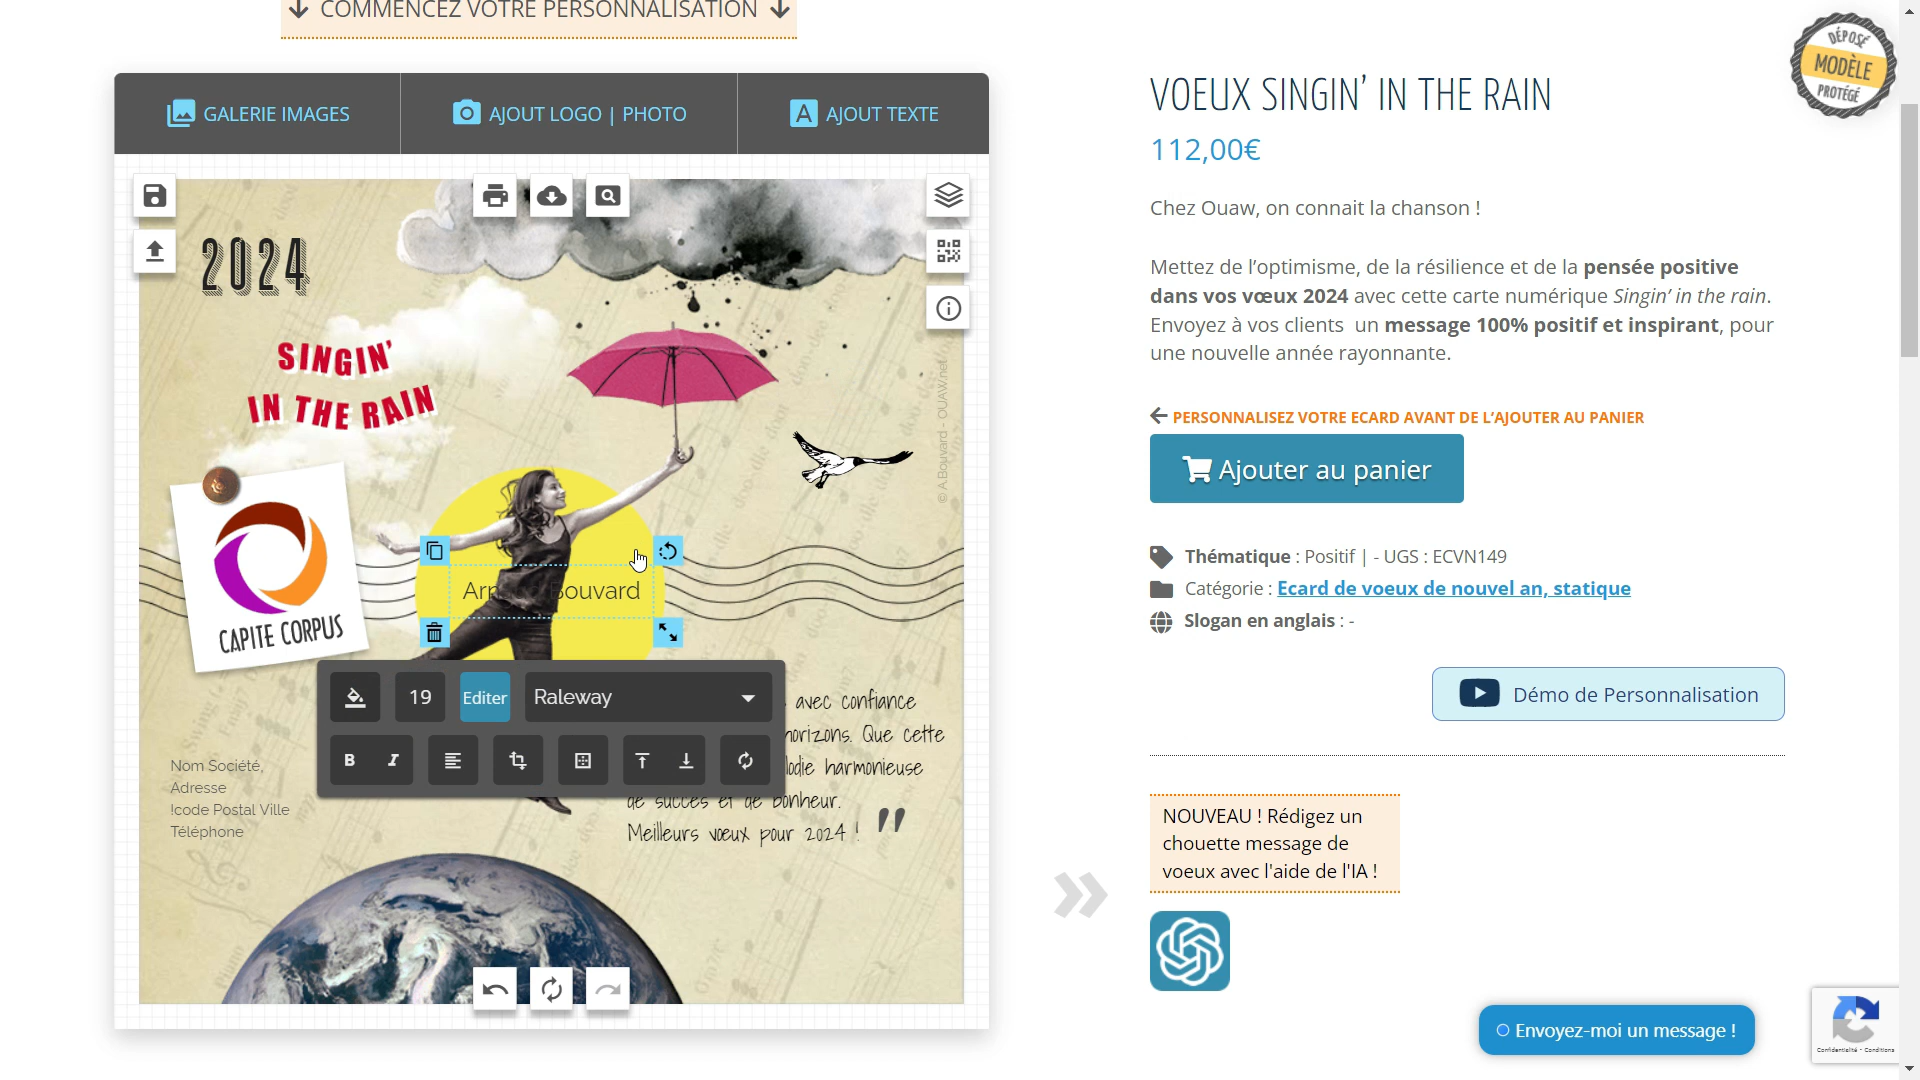 COMMENCEZ VOTRE PERSONNALISATION
GALERIE IMAGES
AJOUT LOGO | PHOTO
AJOUT TEXTE
2024
SINGIN'
IN THE RAIN
© A.Bouvard - OUAW.net
CAPITE CORPUS
Bouvard
19
Editer
Raleway
B
I
avec confiance
horizons. Que cette
harmonieuse
de succès et de bonheur.
Meilleurs vœux pour 2024 !
"
Nom Société,
Adresse
!code Postal Ville
Téléphone
DÉPOSÉ
MODÈLE
PROTÉGÉ
VOEUX SINGIN’ IN THE RAIN
112,00€
Chez Ouaw, on connait la chanson !
Mettez de l’optimisme, de la résilience et de la pensée positive
dans vos vœux 2024 avec cette carte numérique Singin’ in the rain.
Envoyez à vos clients un message 100% positif et inspirant, pour
une nouvelle année rayonnante.
PERSONNALISEZ VOTRE ECARD AVANT DE L’AJOUTER AU PANIER
Ajouter au panier
Thématique : Positif | - UGS : ECVN149
Catégorie : Ecard de voeux de nouvel an, statique
Slogan en anglais : -
Démo de Personnalisation
NOUVEAU ! Rédigez un
chouette message de
voeux avec l'aide de l'IA !
Envoyez-moi un message !
Confidentialité - Conditions